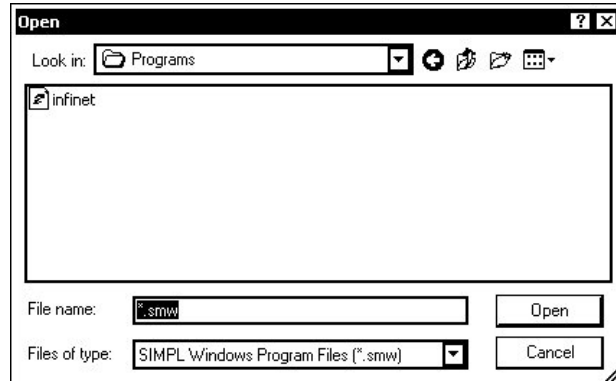 Open
Look in: Programs
infinet
File name: *.smw Open
Files of type: SIMPL Windows Program Files (*.smw) Cancel